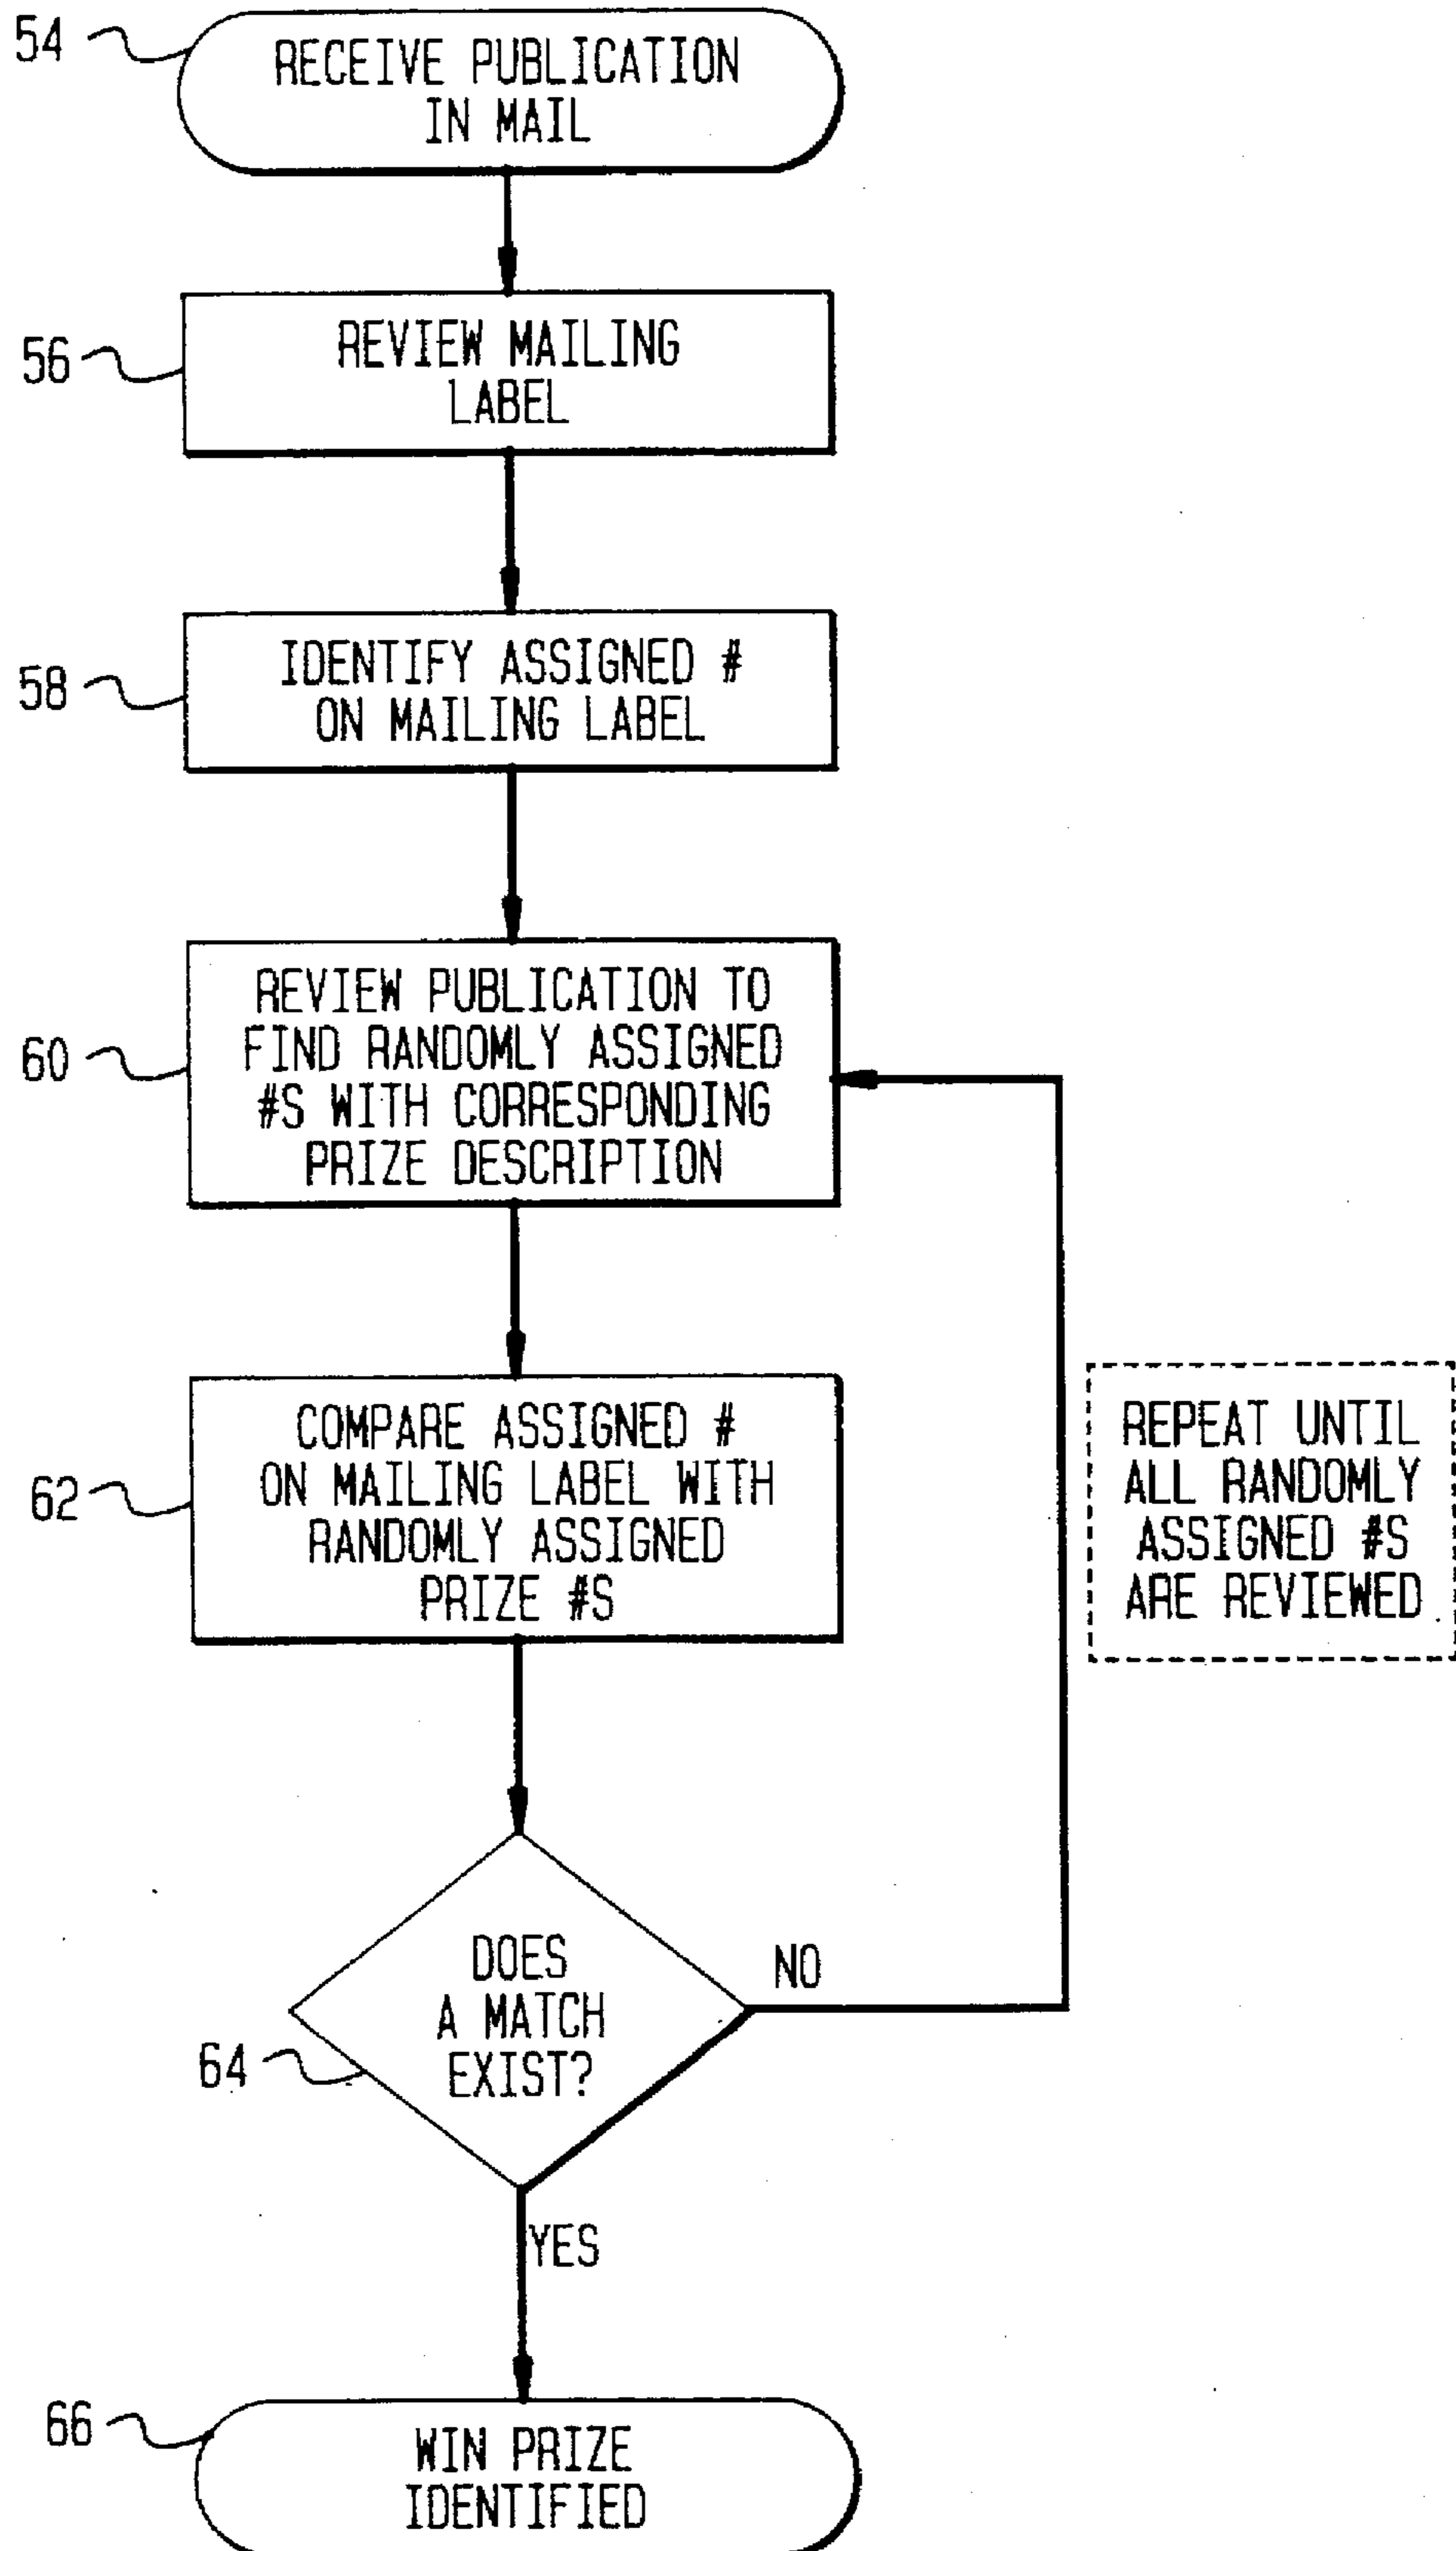 54
RECEIVE PUBLICATION
IN MAIL
56
REVIEW MAILING
LABEL
58
IDENTIFY ASSIGNED #
ON MAILING LABEL
60
REVIEW PUBLICATION TO
FIND RANDOMLY ASSIGNED
#S WITH CORRESPONDING
PRIZE DESCRIPTION
62
COMPARE ASSIGNED #
ON MAILING LABEL WITH
RANDOMLY ASSIGNED
PRIZE #S
REPEAT UNTIL
ALL RANDOMLY
ASSIGNED #S
ARE REVIEWED
64
DOES
A MATCH
EXIST?
NO
YES
66
WIN PRIZE
IDENTIFIED